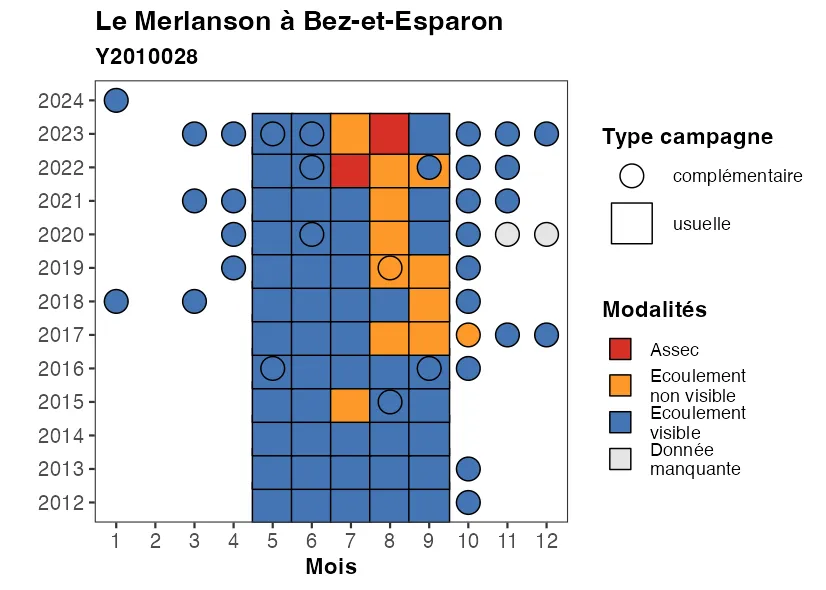 Le Merlanson à Bez-et-Esparon
Y2010028
2024
2023
2022
2021
2020
2019
2018
2017
2016
2015
2014
2013
2012
1 2 3 4 5 6 7 8 9 10 11 12
Mois
Type campagne
complémentaire
usuelle
Modalités
Assec
Ecoulement
non visible
Ecoulement
visible
Donnée
manquante